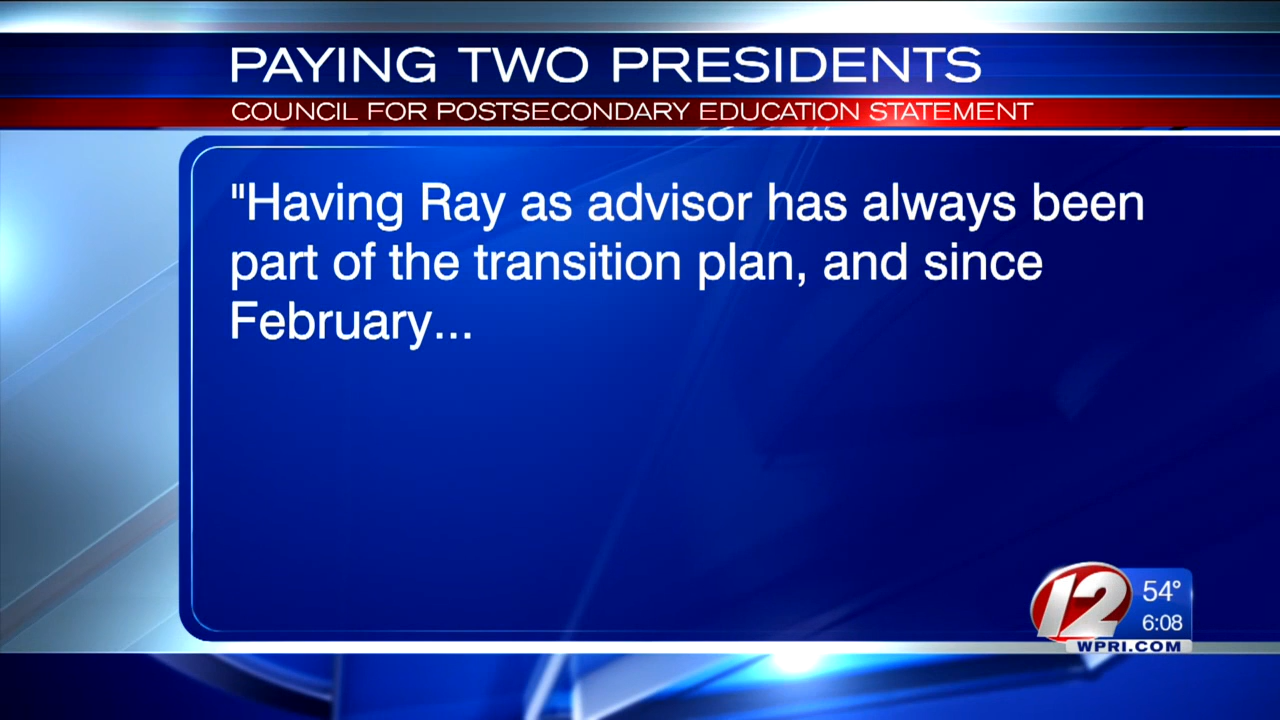 PAYING TWO PRESIDENTS
COUNCIL FOR POSTSECONDARY EDUCATION STATEMENT
"Having Ray as advisor has always been
part of the transition plan, and since
February...
12
54°
6:08
WPRI.COM